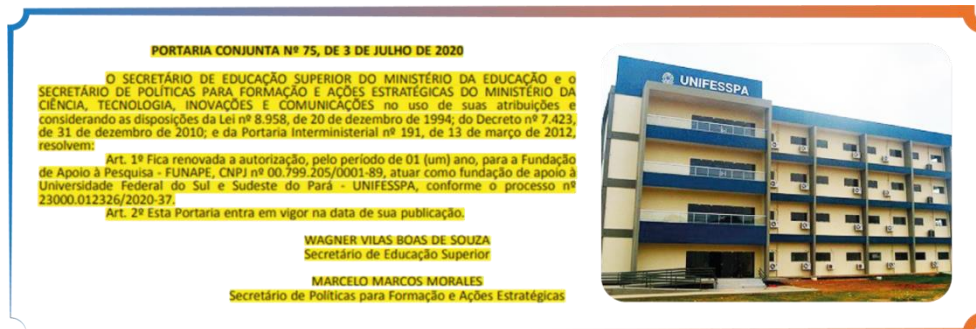 PORTARIA CONJUNTA Nº 75, DE 3 DE JULHO DE 2020
O SECRETÁRIO DE EDUCAÇÃO SUPERIOR DO MINISTÉRIO DA EDUCAÇÃO e o
SECRETÁRIO DE POLÍTICAS PARA FORMAÇÃO E AÇÕES ESTRATÉGICAS DO MINISTÉRIO DA
CIÊNCIA, TECNOLOGIA, INOVAÇÕES E COMUNICAÇÕES no uso de suas atribuições e
considerando as disposições da Lei nº 8.958, de 20 de dezembro de 1994; do Decreto nº 7.423,
de 31 de dezembro de 2010; e da Portaria Interministerial nº 191, de 13 de março de 2012,
resolvem:
Art. 1º Fica renovada a autorização, pelo período de 01 (um) ano, para a Fundação
de Apoio à Pesquisa - FUNAPE, CNPJ nº 00.799.205/0001-89, atuar como fundação de apoio à
Universidade Federal do Sul e Sudeste do Pará - UNIFESSPA, conforme o processo nº
23000.012326/2020-37.
Art. 2º Esta Portaria entra em vigor na data de sua publicação.
WAGNER VILAS BOAS DE SOUZA
Secretário de Educação Superior
MARCELO MARCOS MORALES
Secretário de Políticas para Formação e Ações Estratégicas
UNIFESSPA